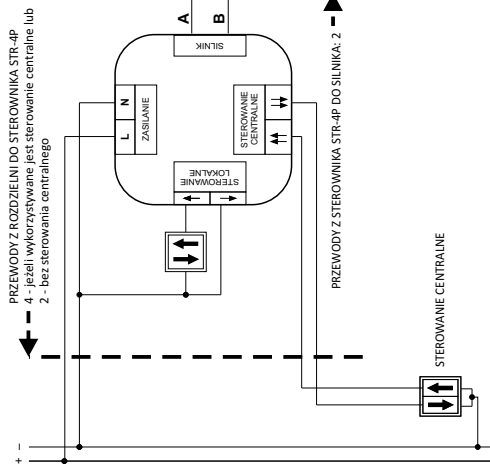 PRZEWODY Z ROZDZIELNI DO STEROWNIKA STR-4P
4 - jeżeli wykorzystywane jest sterowanie centralne lub
2 - bez sterowania centralnego
A
B
SILNIK
L
N
ZASILANIE
STEROWANIE
CENTRALNE
STEROWANIE
LOKALNE
PRZEWODY Z STEROWNIKA STR-4P DO SILNIKA: 2
STEROWANIE CENTRALNE
+
–